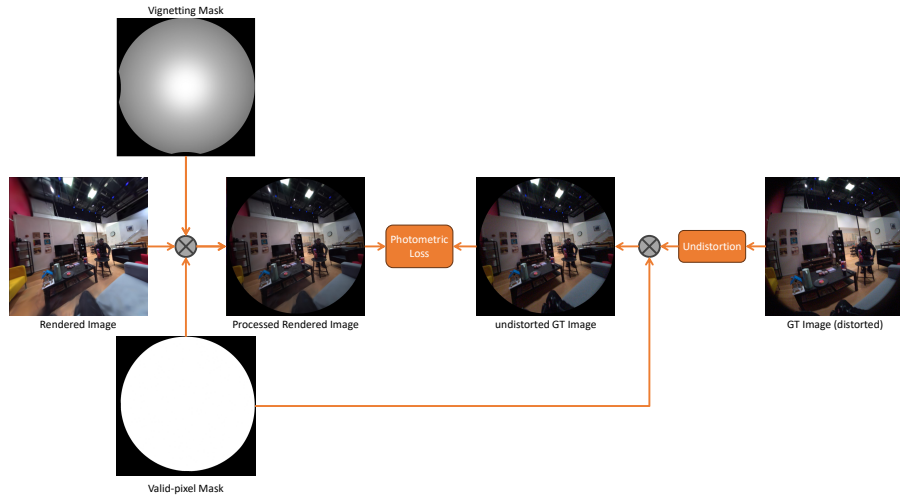 Vignetting Mask
Rendered Image
Processed Rendered Image
Photometric
Loss
undistorted GT Image
Undistortion
GT Image (distorted)
Valid-pixel Mask